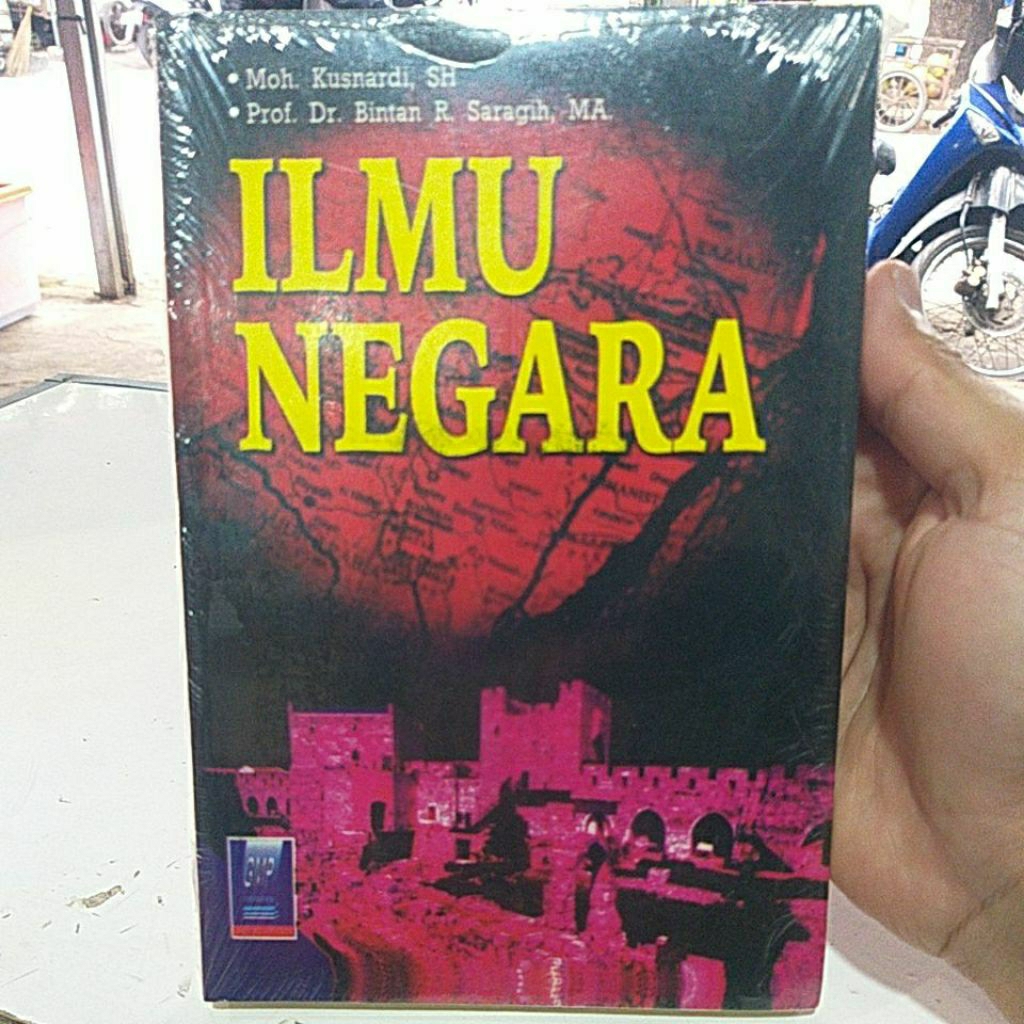 • Moh. Kusnardi, SH
• Prof. Dr. Bintan R. Saragih, MA.
ILMU
NEGARA
GMP